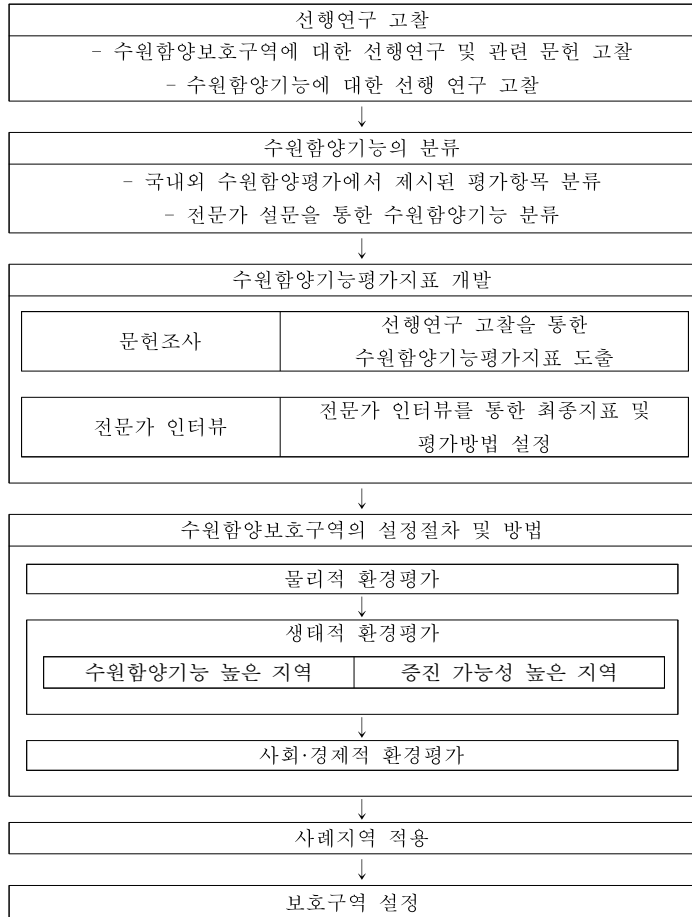 선행연구 고찰
– 수원함양보호구역에 대한 선행연구 및 관련 문헌 고찰
– 수원함양기능에 대한 선행 연구 고찰
↓
수원함양기능의 분류
– 국내외 수원함양평가에서 제시된 평가항목 분류
– 전문가 설문을 통한 수원함양기능 분류
↓
수원함양기능평가지표 개발
문헌조사
선행연구 고찰을 통한
수원함양기능평가지표 도출
전문가 인터뷰
전문가 인터뷰를 통한 최종지표 및
평가방법 설정
↓
수원함양보호구역의 설정절차 및 방법
물리적 환경평가
↓
생태적 환경평가
수원함양기능 높은 지역
증진 가능성 높은 지역
↓
사회·경제적 환경평가
↓
사례지역 적용
↓
보호구역 설정